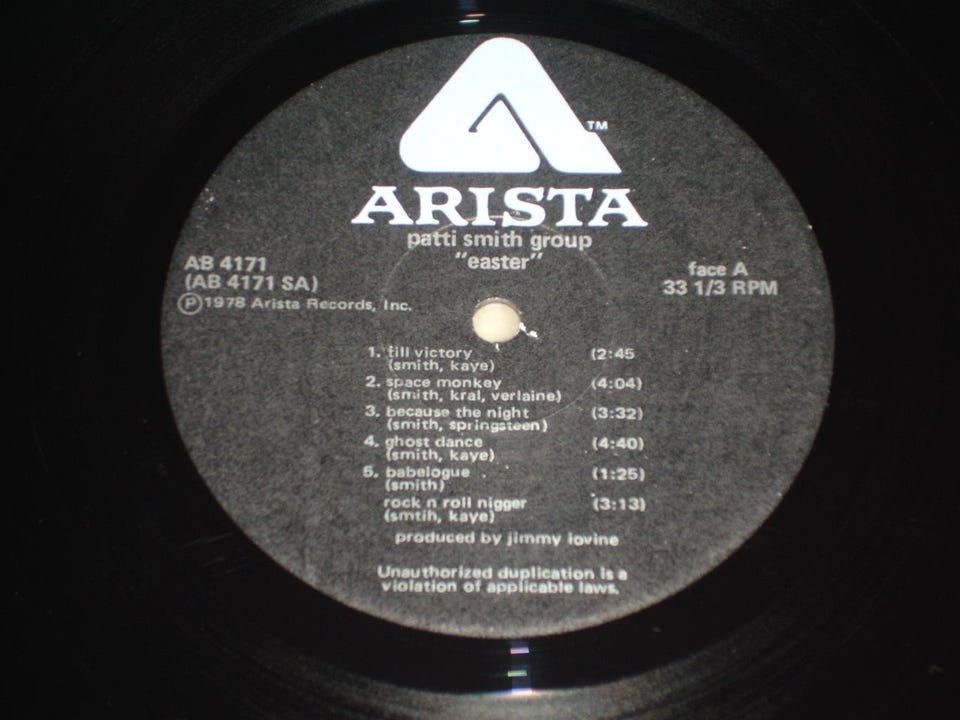 TM
ARISTA
patti smith group
"easter"
AB 4171
(AB 4171 SA)
Ⓟ1978 Arista Records, Inc.
face A
33 1/3 RPM
1. till victory (2:45
(smith, kaye)
2. space monkey (4:04)
(smith, kral, verlaine)
3. because the night (3:32)
(smith, springsteen)
4. ghost dance (4:40)
(smith, kaye)
5. babelogue (1:25)
(smith)
rock n roll nigger (3:13)
(smtih, kaye)
produced by jimmy iovine
Unauthorized duplication is a
violation of applicable laws.